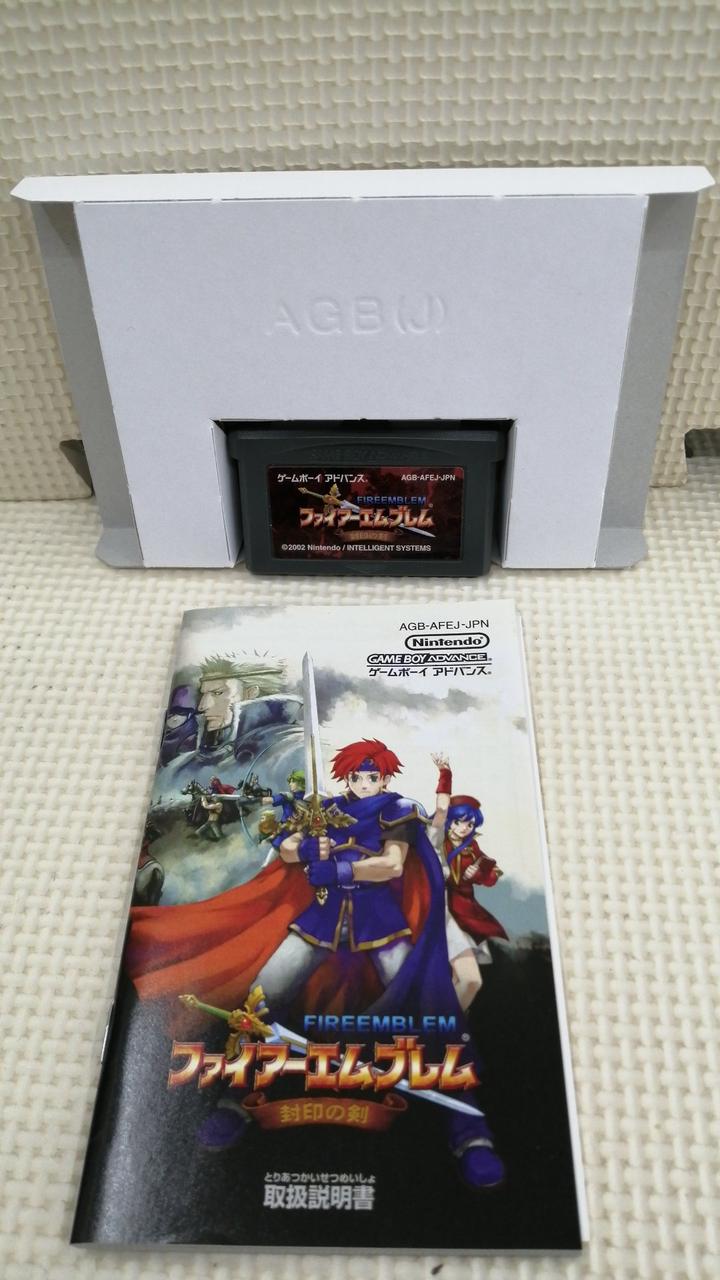 AGB(J)
ゲームボーイ アドバンス®
AGB-AFEJ-JPN
FIREEMBLEM
ファイアーエムブレム
封印の剣
©2002 Nintendo / INTELLIGENT SYSTEMS
AGB-AFEJ-JPN
Nintendo®
GAME BOY ADVANCE
ゲームボーイ アドバンス®
FIREEMBLEM
ファイアーエムブレム®
封印の剣
とりあつかいせつめいしょ
取扱説明書